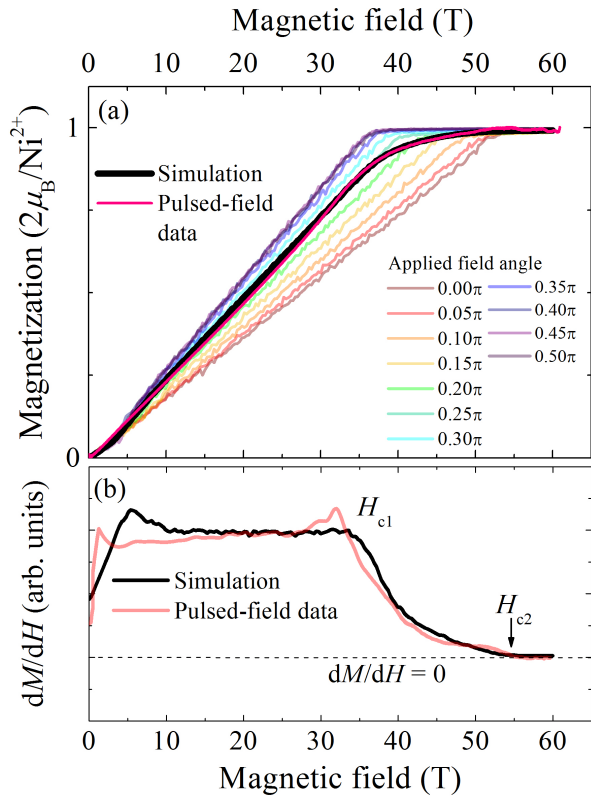 Magnetic field (T)
0 10 20 30 40 50 60
(a)
1
Simulation
Pulsed-field
data
Magnetization (2μB/Ni2+)
Applied field angle
0.00π 0.35π
0.05π 0.40π
0.10π 0.45π
0.15π 0.50π
0.20π
0.25π
0.30π
0
(b)
Hc1
Simulation
Pulsed-field data
Hc2
dM/dH = 0
dM/dH (arb. units)
0 10 20 30 40 50 60
Magnetic field (T)